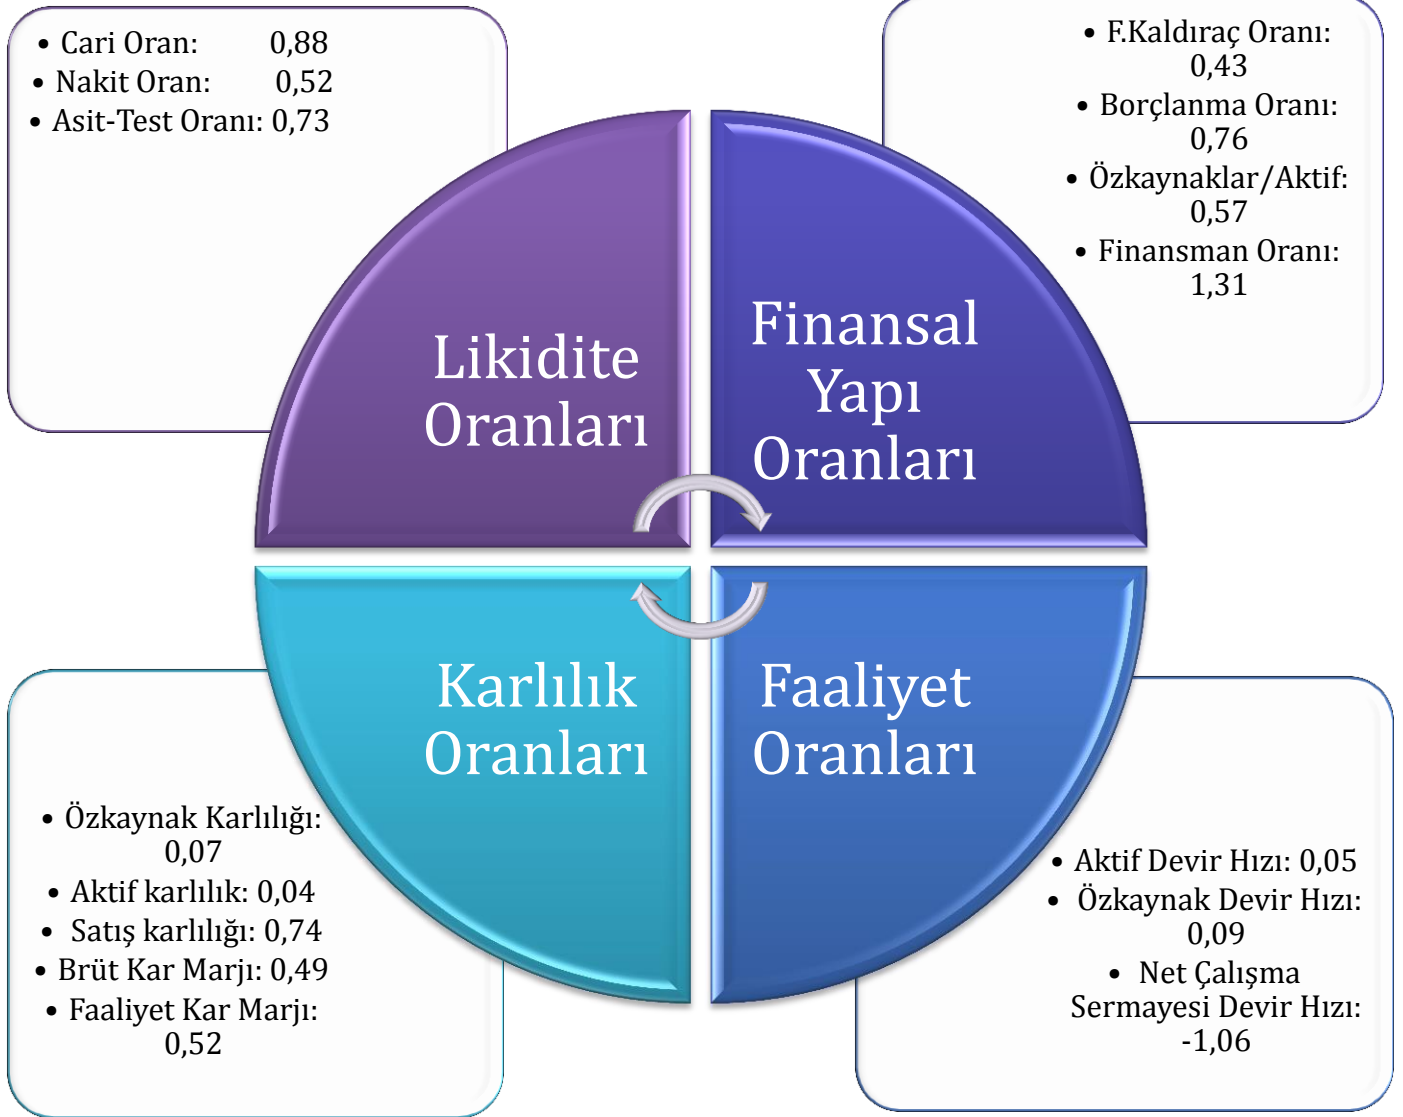 • Cari Oran: 0,88
• Nakit Oran: 0,52
• Asit-Test Oranı: 0,73
• F.Kaldıraç Oranı:
0,43
• Borçlanma Oranı:
0,76
• Özkaynaklar/Aktif:
0,57
• Finansman Oranı:
1,31
Likidite
Oranları
Finansal
Yapı
Oranları
Karlılık
Oranları
Faaliyet
Oranları
• Özkaynak Karlılığı:
0,07
• Aktif karlılık: 0,04
• Satış karlılığı: 0,74
• Brüt Kar Marjı: 0,49
• Faaliyet Kar Marjı:
0,52
• Aktif Devir Hızı: 0,05
• Özkaynak Devir Hızı:
0,09
• Net Çalışma
Sermayesi Devir Hızı:
-1,06